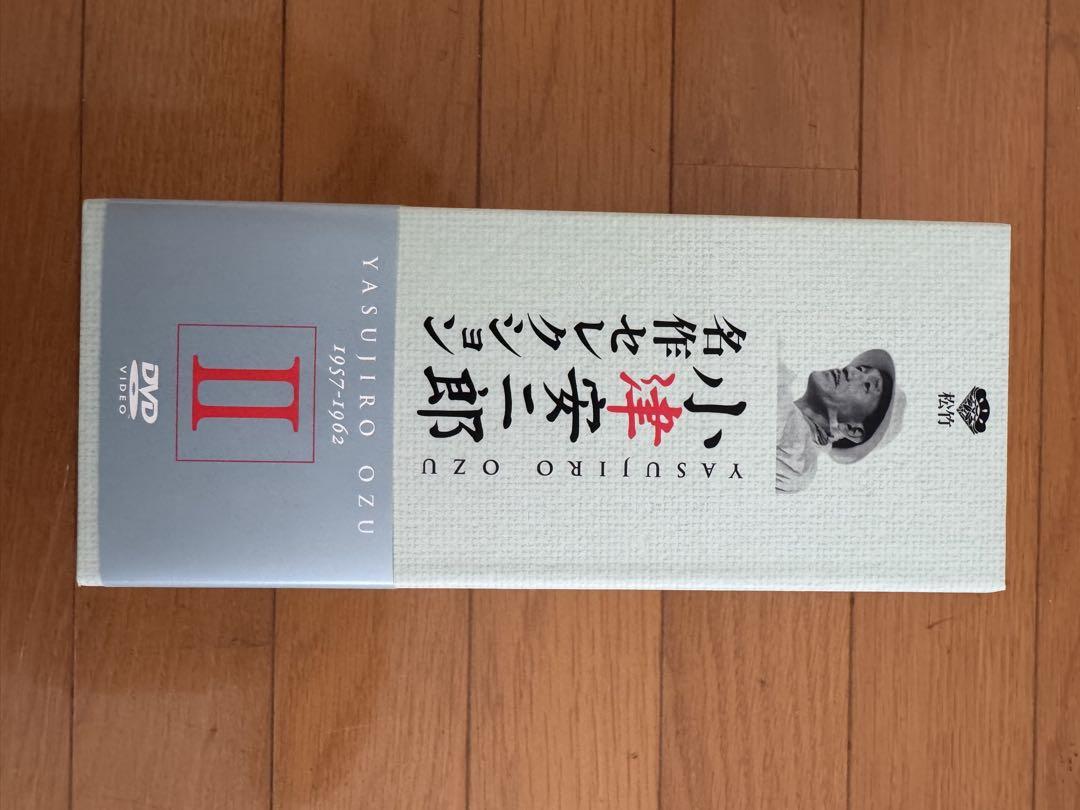 松竹
YASUJIRO OZU
小津安二郎
名作セレクション
YASUJIRO OZU
1957-1962
II
DVD
VIDEO